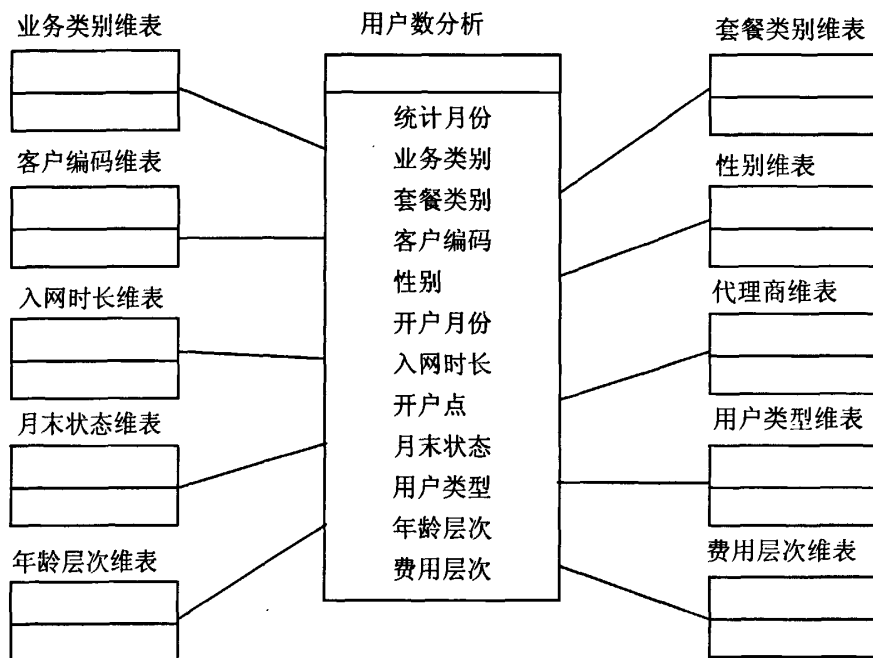 业务类别维表
客户编码维表
入网时长维表
月末状态维表
年龄层次维表
用户数分析
统计月份
业务类别
套餐类别
客户编码
性别
开户月份
入网时长
开户点
月末状态
用户类型
年龄层次
费用层次
套餐类别维表
性别维表
代理商维表
用户类型维表
费用层次维表